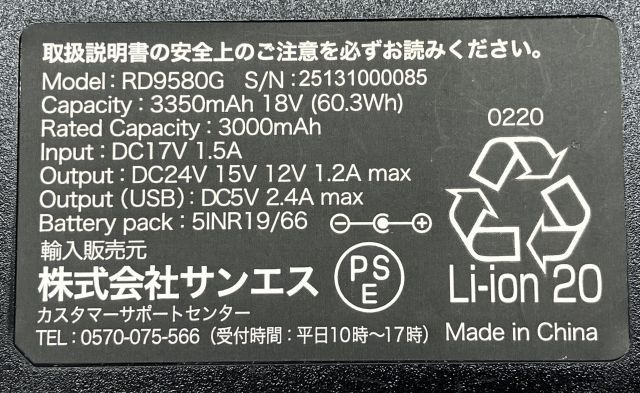 取扱説明書の安全上のご注意を必ずお読みください。
Model : RD9580G S/N : 25131000085
Capacity : 3350mAh 18V (60.3Wh)
Rated Capacity : 3000mAh
Input : DC17V 1.5A
Output : DC24V 15V 12V 1.2A max
Output (USB) : DC5V 2.4A max
Battery pack : 5INR19/66
輸入販売元
株式会社サンエス
カスタマーサポートセンター
TEL : 0570-075-566（受付時間 : 平日10時～17時）
PS
E
0220
Li-ion 20
Made in China